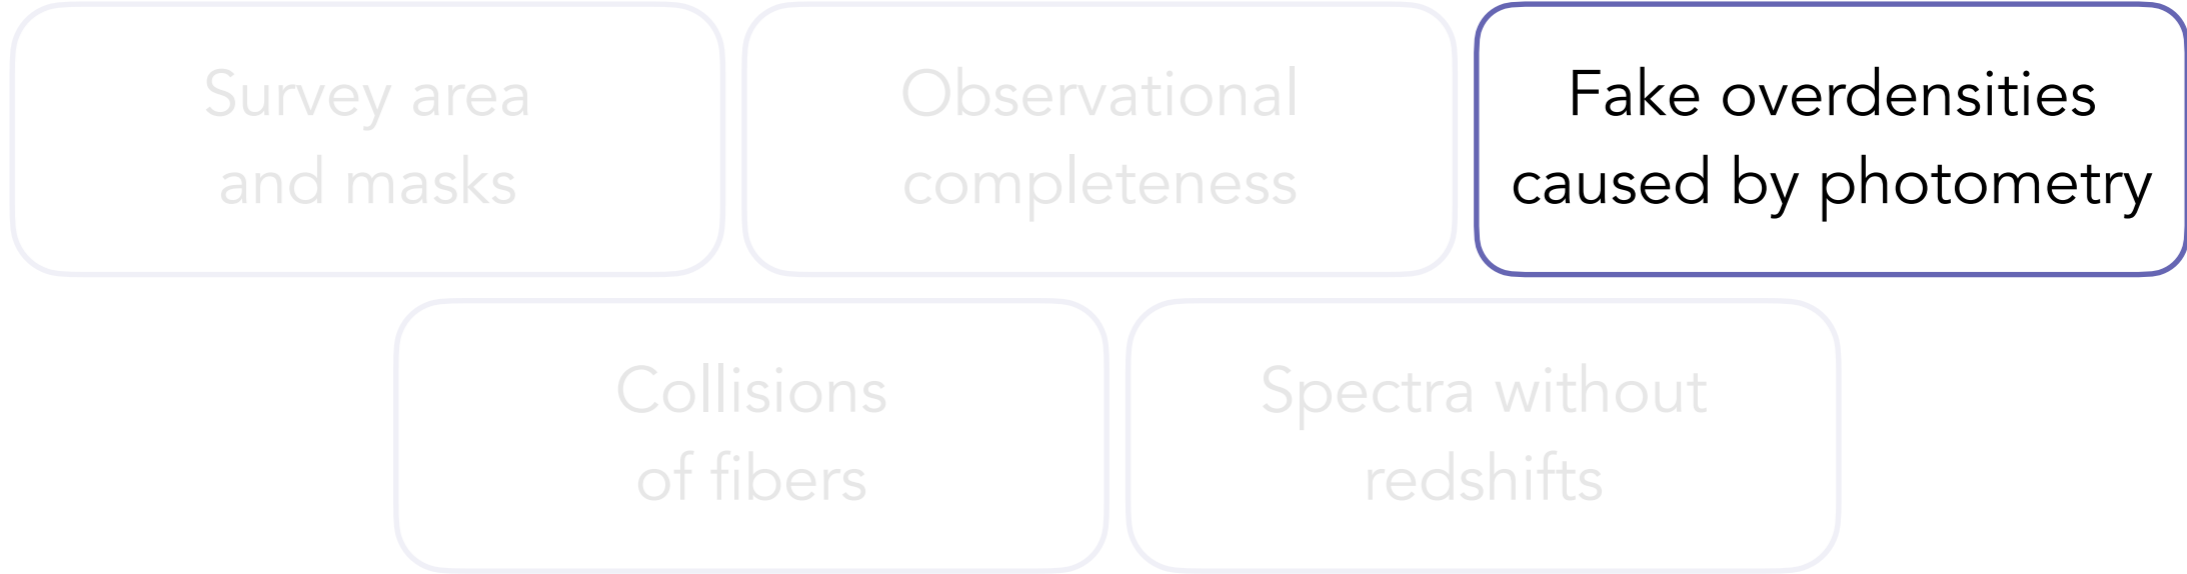 Survey area
and masks
Observational
completeness
Fake overdensities
caused by photometry
Collisions
of fibers
Spectra without
redshifts